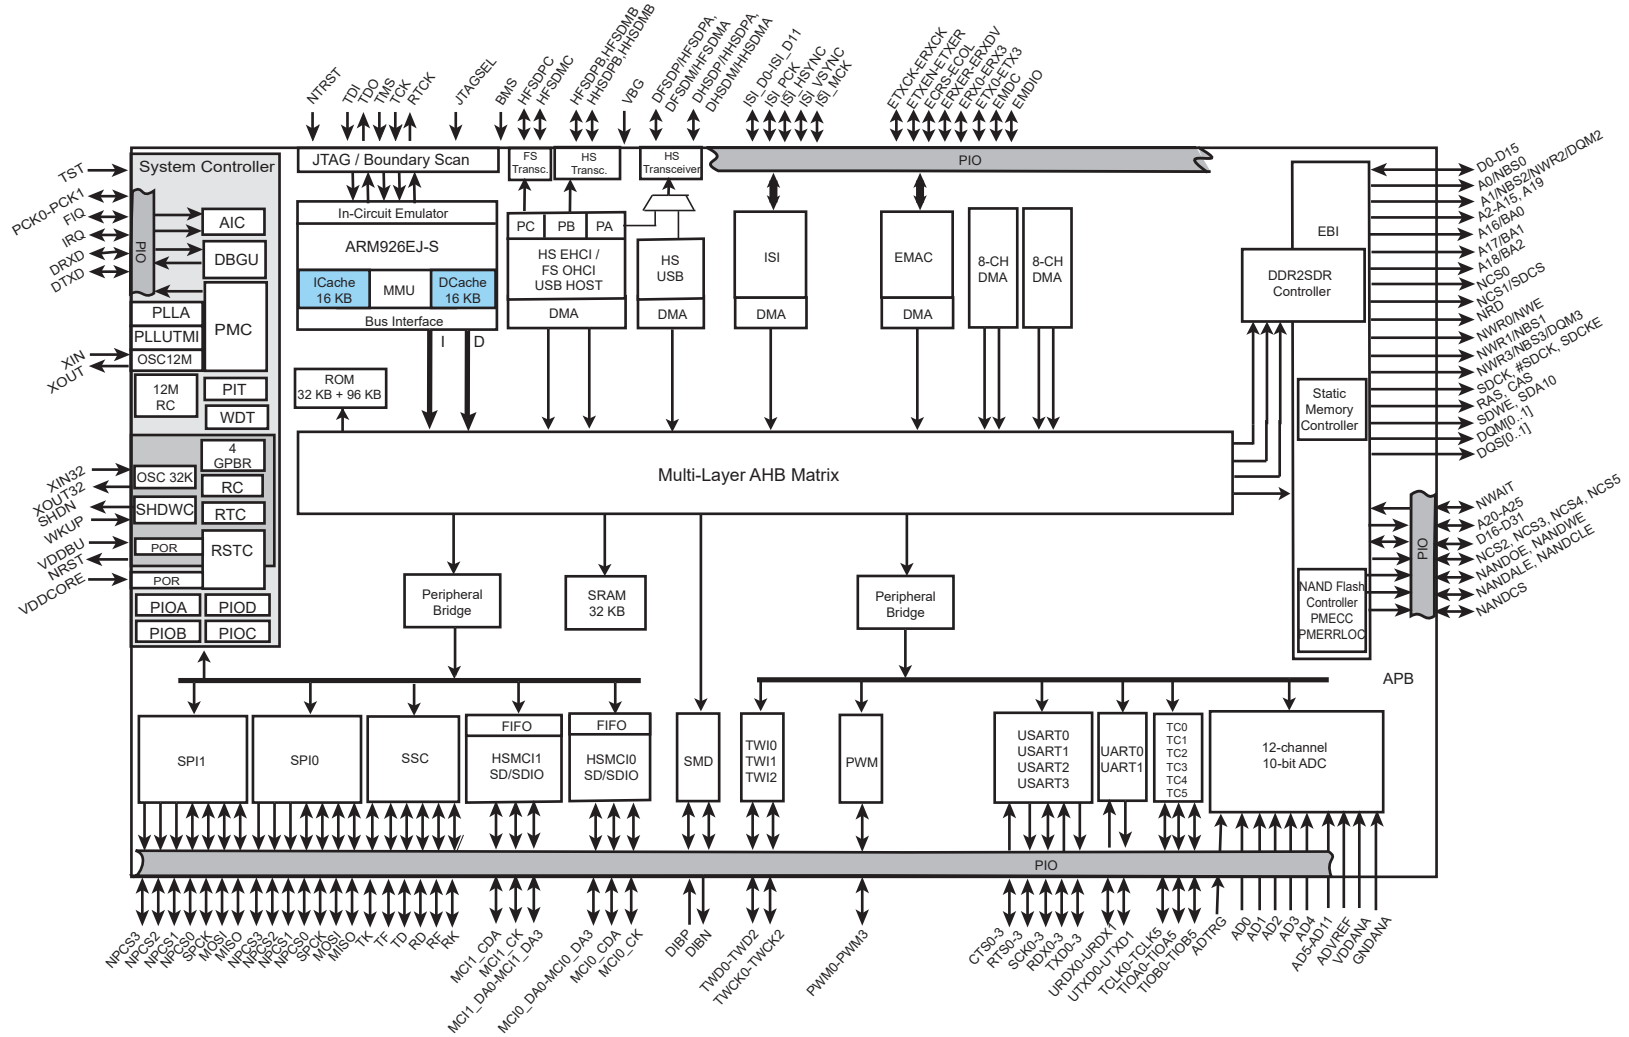 NTRST
TDI
TDO
TMS
TCK
RTCK
JTAGSEL
BMS
HFSDPC
HFSDMC
HFSDPB,HFSDMB
HHSDPB,HHSDMB
VBG
DFSDP/HFSDPA,
DFSDM/HFSDMA
DHSDP/HHSDPA,
DHSDM/HHSDMA
ISI_D0-ISI_D11
ISI_PCK
ISI_HSYNC
ISI_VSYNC
ISI_MCK
ETXCK-ERXCK
ETXEN-ETXER
ECRS-ECOL
ERXER-ERXDV
ERX0-ERX3
ETX0-ETX3
EMDC
EMDIO
TST
PCK0-PCK1
FIQ
IRQ
DRXD
DTXD
XIN
XOUT
XIN32
XOUT32
SHDN
WKUP
VDDBU
NRST
VDDCORE
System Controller
PIO
AIC
DBGU
PLLA
PLLUTMI
OSC12M
PMC
12M
RC
PIT
WDT
4
GPBR
OSC 32K
RC
SHDWC
RTC
POR
RSTC
POR
PIOA
PIOD
PIOB
PIOC
JTAG / Boundary Scan
In-Circuit Emulator
ARM926EJ-S
ICache
16 KB
MMU
DCache
16 KB
Bus Interface
I
D
ROM
32 KB + 96 KB
FS
Transc.
HS
Transc.
HS
Transceiver
PC
PB
PA
HS EHCI /
FS OHCI
USB HOST
DMA
HS
USB
DMA
PIO
ISI
DMA
EMAC
DMA
8-CH
DMA
8-CH
DMA
EBI
DDR2SDR
Controller
Static
Memory
Controller
NAND Flash
Controller
PMECC
PMERRLOC
PIO
D0-D15
A0/NBS0
A1/NBS2/NWR2/DQM2
A2-A15, A19
A16/BA0
A17/BA1
A18/BA2
NCS0
NCS1/SDCS
NRD
NWR0/NWE
NWR1/NBS1
NWR3/NBS3/DQM3
SDCK, #SDCK, SDCKE
RAS, CAS
SDWE, SDA10
DQM[0..1]
DQS[0..1]
NWAIT
A20-A25
D16-D31
NCS2, NCS3, NCS4, NCS5
NANDOE, NANDWE
NANDALE, NANDCLE
NANDCS
Multi-Layer AHB Matrix
Peripheral
Bridge
SRAM
32 KB
Peripheral
Bridge
APB
SPI1
SPI0
SSC
FIFO
HSMCI1
SD/SDIO
FIFO
HSMCI0
SD/SDIO
SMD
TWI0
TWI1
TWI2
PWM
USART0
USART1
USART2
USART3
UART0
UART1
TC0
TC1
TC2
TC3
TC4
TC5
12-channel
10-bit ADC
PIO
NPCS3
NPCS2
NPCS1
NPCS0
SPCK
MOSI
MISO
NPCS3
NPCS2
NPCS1
NPCS0
SPCK
MOSI
MISO
TK
TF
TD
RD
RF
RK
MCI1_CDA
MCI1_CK
MCI1_DA0-MCI1_DA3
MCI0_DA0-MCI0_DA3
MCI0_CDA
MCI0_CK
DIBP
DIBN
TWD0-TWD2
TWCK0-TWCK2
PWM0-PWM3
CTS0-3
RTS0-3
SCK0-3
RDX0-3
TXD0-3
URDX0-URDX1
UTXD0-UTXD1
TCLK0-TCLK5
TIOA0-TIOA5
TIOB0-TIOB5
ADTRG
AD0
AD1
AD2
AD3
AD4
AD5-AD11
ADVREF
VDDANA
GNDANA